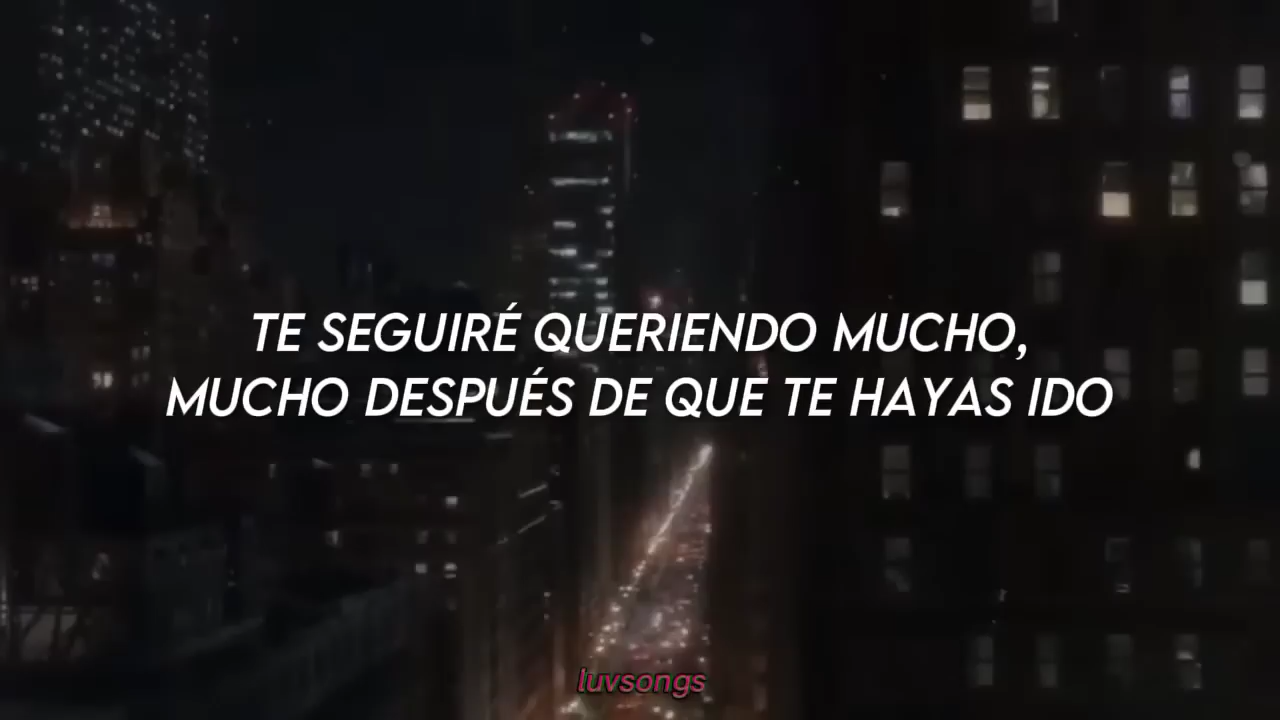 TE SEGUIRÉ QUERIENDO MUCHO,
MUCHO DESPUÉS DE QUE TE HAYAS IDO
luvsongs